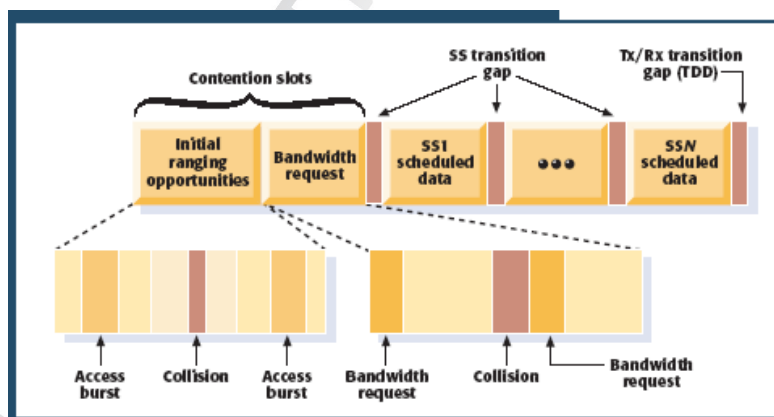 Contention slots
SS transition
gap
Tx/Rx transition
gap (TDD)
Initial
ranging
opportunities
Bandwidth
request
SS1
scheduled
data
SSN
scheduled
data
Access
burst
Collision
Access
burst
Bandwidth
request
Collision
Bandwidth
request